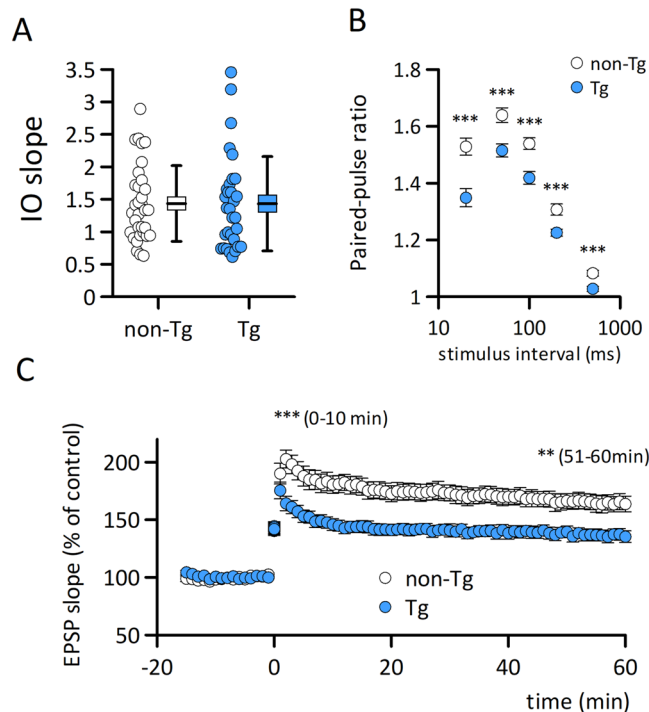 A
IO slope
3.5
3
2.5
2
1.5
1
0.5
0
non-Tg
Tg
B
non-Tg
Tg
Paired-pulse ratio
1.8
1.6
1.4
1.2
1
***
***
***
***
***
10
100
1000
stimulus interval (ms)
C
EPSP slope (% of control)
*** (0-10 min)
** (51-60min)
200
150
100
50
non-Tg
Tg
-20
0
20
40
60
time (min)